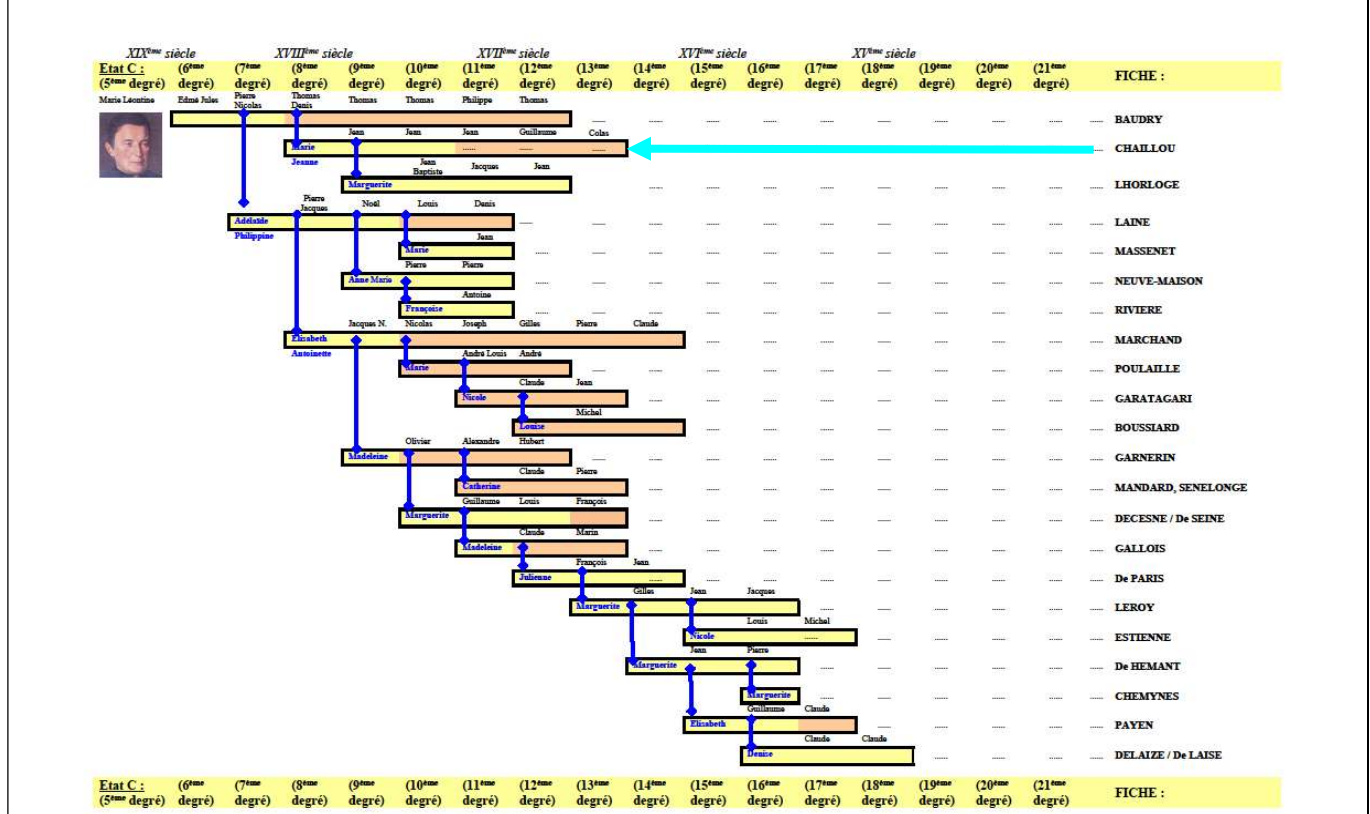 XIXème siècle XVIIIème siècle XVIIème siècle XVIème siècle XVème siècle
Etat C : (6ème (7ème (8ème (9ème (10ème (11ème (12ème (13ème (14ème (15ème (16ème (17ème (18ème (19ème (20ème (21ème FICHE :
(5ème degré) degré) degré) degré) degré) degré) degré) degré) degré) degré) degré) degré) degré) degré) degré) degré) degré)
Marie Léontine Edmé Jules Pierre Thomas Thomas Thomas Philippe Thomas
Nicolas Denis
...... ...... ...... ...... ...... ...... ...... ...... ...... ...... BAUDRY
Jean Jean Jean Guillaume Colas
Marie ...... ...... ...... .... CHAILLOU
Jeanne Jean Jacques Jean
Baptiste
Marguerite ...... ...... ...... ...... ...... ...... ...... ...... ...... LHORLOGE
Pierre Noël Louis Denis
Jacques
Adélaïde ...... ...... ...... ...... ...... ...... ...... ...... ...... ...... ...... LAINE
Philippine Jean
Marie ...... ...... ...... ...... ...... ...... ...... ...... ...... ...... ...... MASSENET
Pierre Pierre
Anne Marie ...... ...... ...... ...... ...... ...... ...... ...... ...... ...... ...... NEUVE-MAISON
Antoine
Françoise ...... ...... ...... ...... ...... ...... ...... ...... ...... ...... ...... RIVIERE
Jacques N. Nicolas Joseph Gilles Pierre Claude
Elisabeth ...... ...... ...... ...... ...... ...... ...... ...... MARCHAND
Antoinette André Louis André
Marie ...... ...... ...... ...... ...... ...... ...... ...... ...... ...... POULAILLE
Claude Jean
Nicole ...... ...... ...... ...... ...... ...... ...... ...... ...... GARATAGARI
Michel
Louise ...... ...... ...... ...... ...... ...... ...... ...... BOUSSIARD
Olivier Alexandre Hubert
Madeleine ...... ...... ...... ...... ...... ...... ...... ...... ...... ...... GARNERIN
Claude Pierre
Catherine ...... ...... ...... ...... ...... ...... ...... ...... ...... MANDARD, SENELONGE
Guillaume Louis François
Marguerite ...... ...... ...... ...... ...... ...... ...... ...... ...... DECESNE / De SEINE
Claude Marin
Madeleine ...... ...... ...... ...... ...... ...... ...... ...... ...... GALLOIS
François Jean
Julienne ...... ...... ...... ...... ...... ...... ...... ...... ...... De PARIS
Gilles Jean Jacques
Marguerite ...... ...... ...... ...... ...... ...... LEROY
Louis Michel
Nicole ...... ...... ...... ...... ...... ...... ESTIENNE
Jean Pierre
Marguerite ...... ...... ...... ...... ...... ...... De HEMANT
Marguerite ...... ...... ...... ...... ...... ...... CHEMYNES
Guillaume Claude
Elisabeth ...... ...... ...... ...... ...... PAYEN
Claude Claude
Denise ...... ...... ...... ...... DELAIZE / De LAISE
Etat C : (6ème (7ème (8ème (9ème (10ème (11ème (12ème (13ème (14ème (15ème (16ème (17ème (18ème (19ème (20ème (21ème FICHE :
(5ème degré) degré) degré) degré) degré) degré) degré) degré) degré) degré) degré) degré) degré) degré) degré) degré) degré)